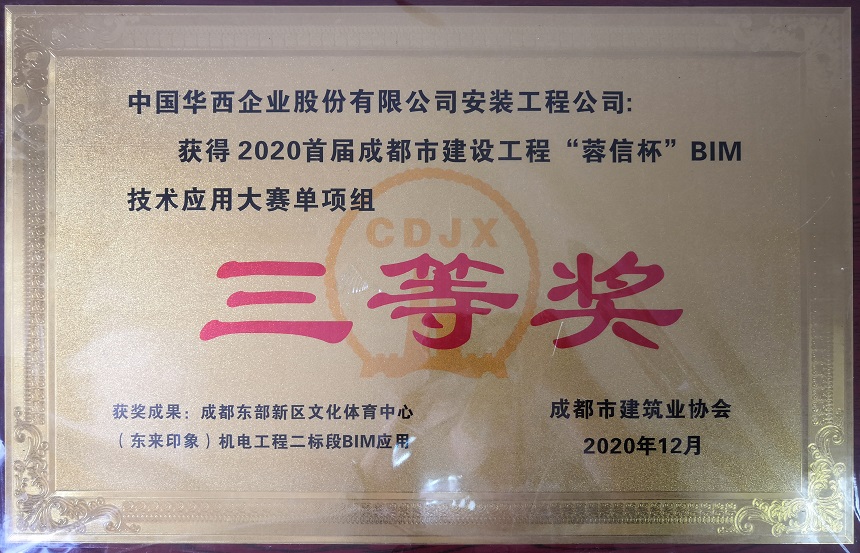 中国华西企业股份有限公司安装工程公司:
获得2020首届成都市建设工程“蓉信杯”BIM
技术应用大赛单项组
CDJX
三等奖
获奖成果：成都东部新区文化体育中心
（东来印象）机电工程二标段BIM应用
成都市建筑业协会
2020年12月